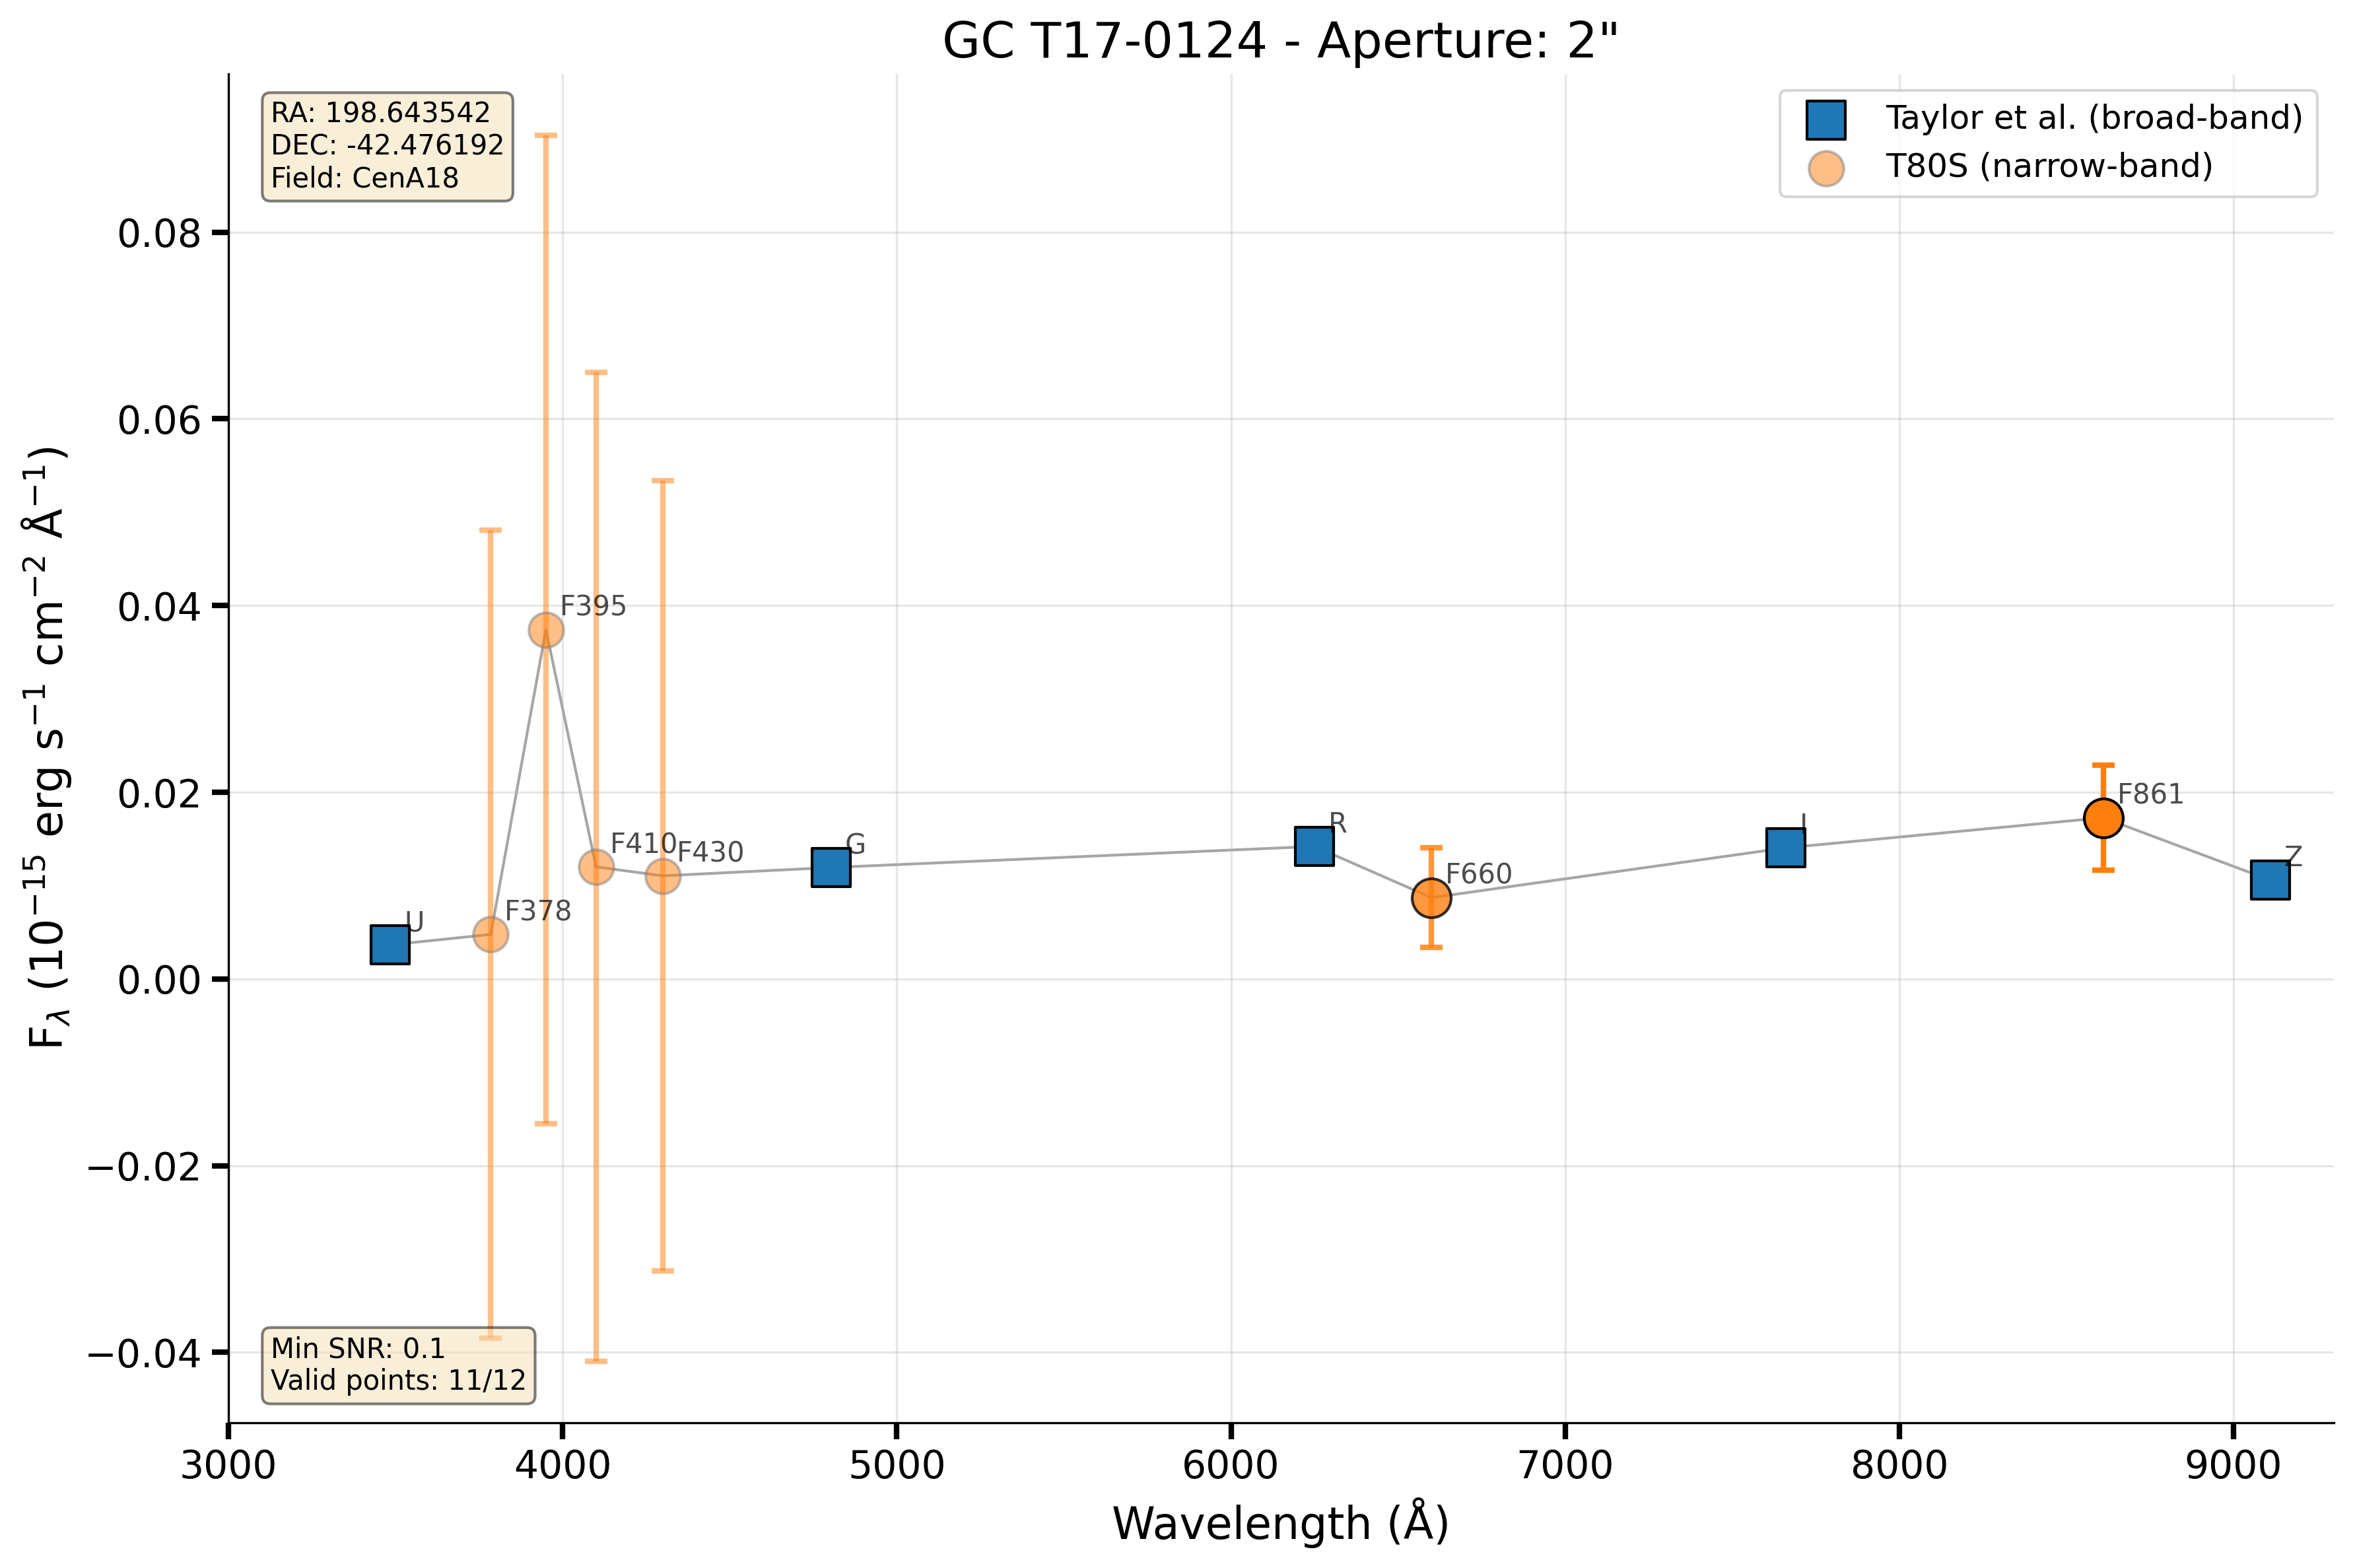 GC T17-0124 - Aperture: 2"
RA: 198.643542
DEC: -42.476192
Field: CenA18
Taylor et al. (broad-band)
T80S (narrow-band)
0.08
0.06
0.04
0.02
0.00
−0.02
−0.04
F_λ (10⁻¹⁵ erg s⁻¹ cm⁻² Å⁻¹)
U
F378
F395
F410
F430
G
R
F660
I
F861
Z
Min SNR: 0.1
Valid points: 11/12
3000 4000 5000 6000 7000 8000 9000
Wavelength (Å)